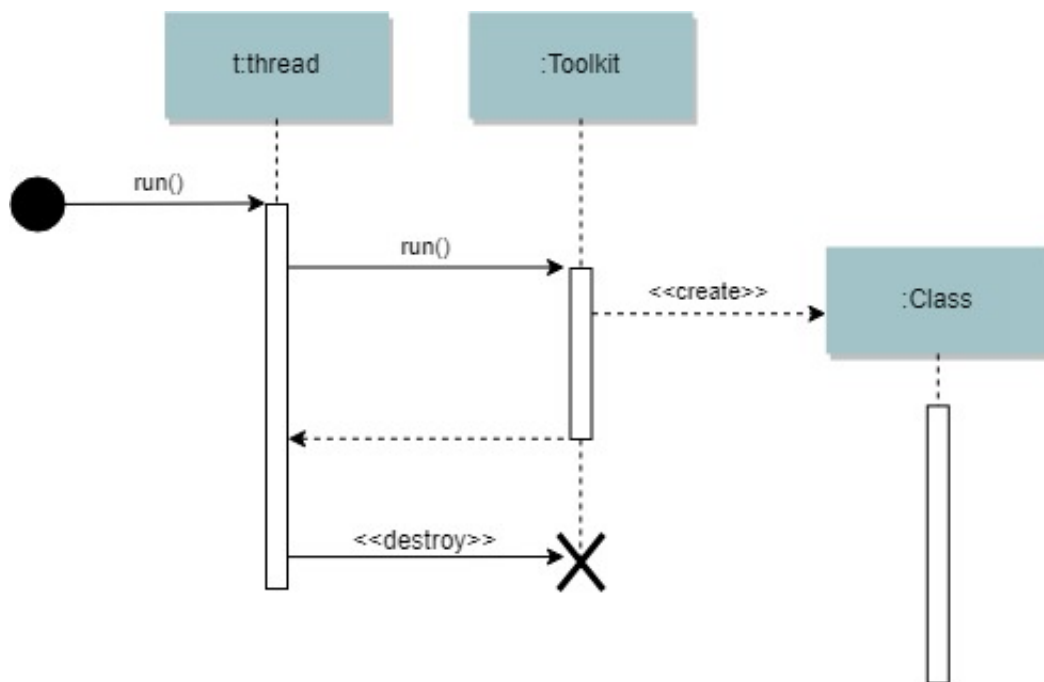 t:thread
:Toolkit
run()
run()
<<create>>
:Class
<<destroy>>